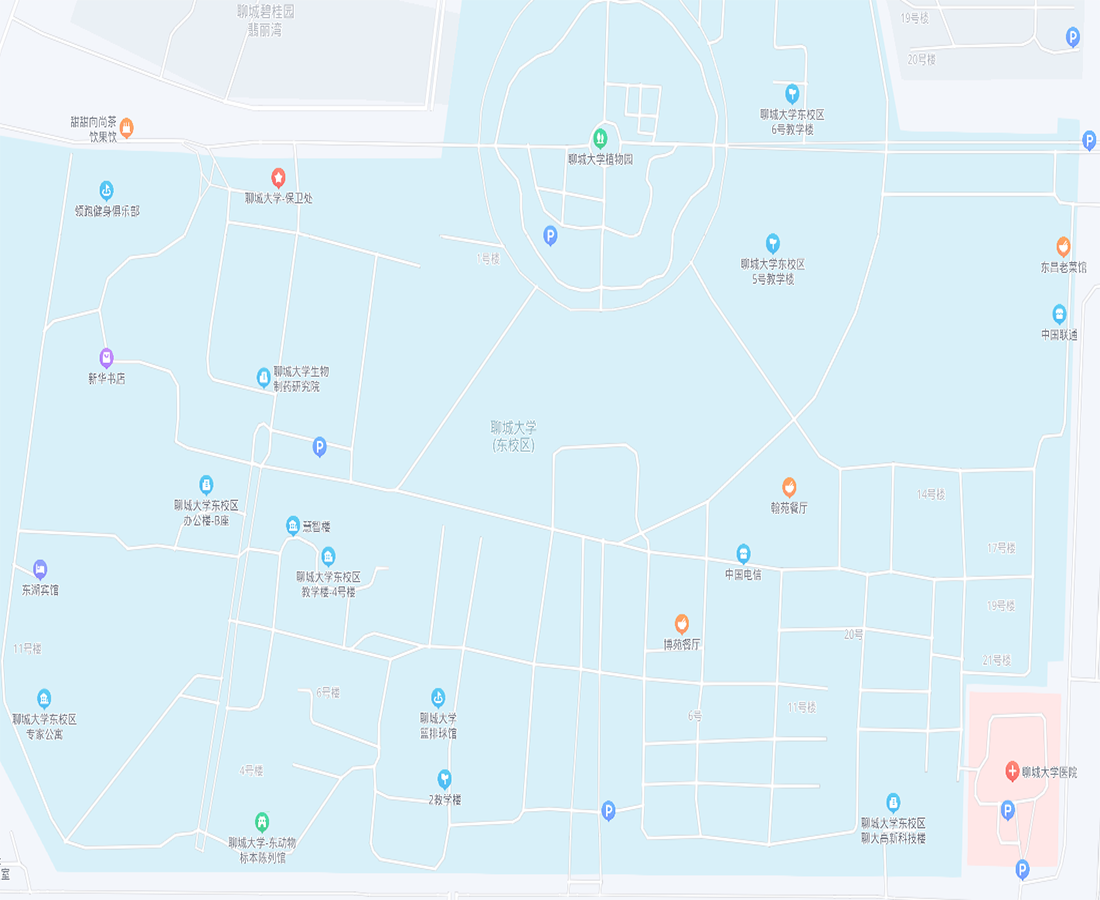 聊城碧桂园
翡丽湾
19号楼
20号楼
甜甜向尚茶
饮果饮
聊城大学东校区
6号教学楼
聊城大学植物园
聊城大学-保卫处
领跑健身俱乐部
1号楼
聊城大学东校区
5号教学楼
东昌老菜馆
中国联通
新华书店
聊城大学生物
制药研究院
聊城大学
(东校区)
聊城大学东校区
办公楼-B座
慧智楼
翰苑餐厅
14号楼
17号楼
聊城大学东校区
教学楼-4号楼
中国电信
东湖宾馆
19号楼
20号
11号楼
博苑餐厅
21号楼
6号楼
聊城大学东校区
专家公寓
聊城大学
篮排球馆
6号
11号楼
4号楼
2教学楼
聊城大学医院
聊城大学-东动物
标本陈列馆
聊城大学东校区
聊大高新科技楼
室
P
P
P
P
P
P
P